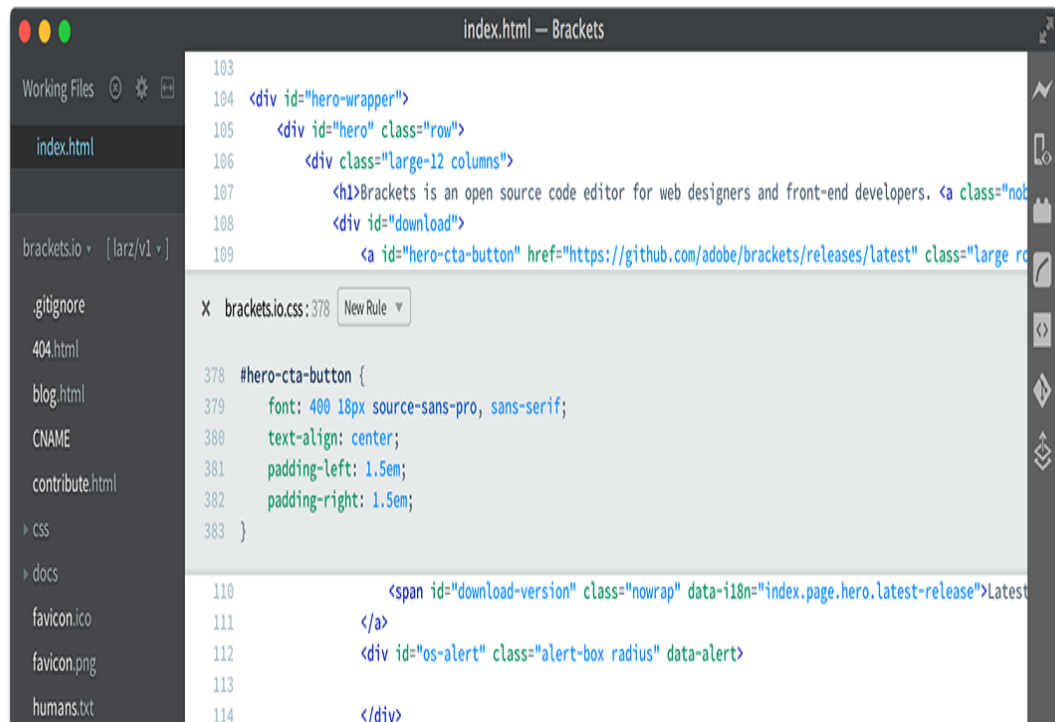 index.html — Brackets
Working Files
index.html
brackets.io [ larz/v1 ]
.gitignore
404.html
blog.html
CNAME
contribute.html
css
docs
favicon.ico
favicon.png
humans.txt
103
104 <div id="hero-wrapper">
105 <div id="hero" class="row">
106 <div class="large-12 columns">
107 <h1>Brackets is an open source code editor for web designers and front-end developers. <a class="nob
108 <div id="download">
109 <a id="hero-cta-button" href="https://github.com/adobe/brackets/releases/latest" class="large ro
brackets.io.css : 378 New Rule
378 #hero-cta-button {
379 font: 400 18px source-sans-pro, sans-serif;
380 text-align: center;
381 padding-left: 1.5em;
382 padding-right: 1.5em;
383 }
110 <span id="download-version" class="nowrap" data-i18n="index.page.hero.latest-release">Latest
111 </a>
112 <div id="os-alert" class="alert-box radius" data-alert>
113
114 </div>